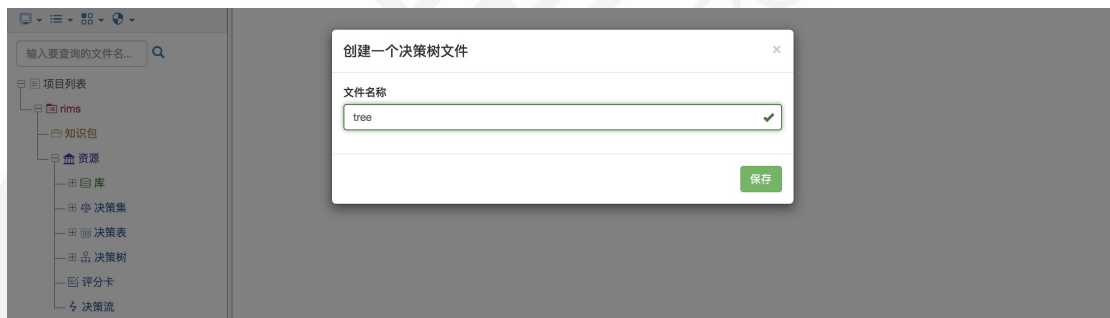 输入要查询的文件名...
项目列表
rims
知识包
资源
库
决策集
决策表
决策树
评分卡
决策流
创建一个决策树文件
×
文件名称
tree
保存